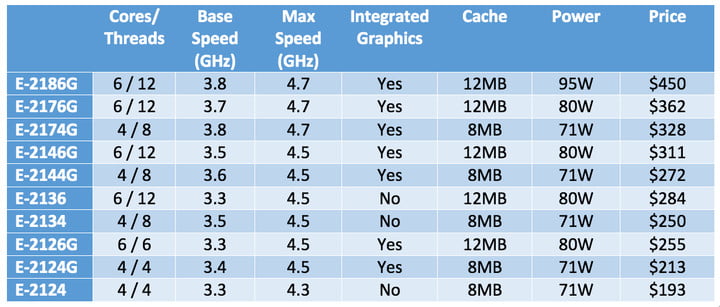 Cores/ Base Max Integrated Cache Power Price
Threads Speed Speed Graphics
(GHz) (GHz)
E-2186G 6 / 12 3.8 4.7 Yes 12MB 95W $450
E-2176G 6 / 12 3.7 4.7 Yes 12MB 80W $362
E-2174G 4 / 8 3.8 4.7 Yes 8MB 71W $328
E-2146G 6 / 12 3.5 4.5 Yes 12MB 80W $311
E-2144G 4 / 8 3.6 4.5 Yes 8MB 71W $272
E-2136 6 / 12 3.3 4.5 No 12MB 80W $284
E-2134 4 / 8 3.5 4.5 No 8MB 71W $250
E-2126G 6 / 6 3.3 4.5 Yes 12MB 80W $255
E-2124G 4 / 4 3.4 4.5 Yes 8MB 71W $213
E-2124 4 / 4 3.3 4.3 No 8MB 71W $193